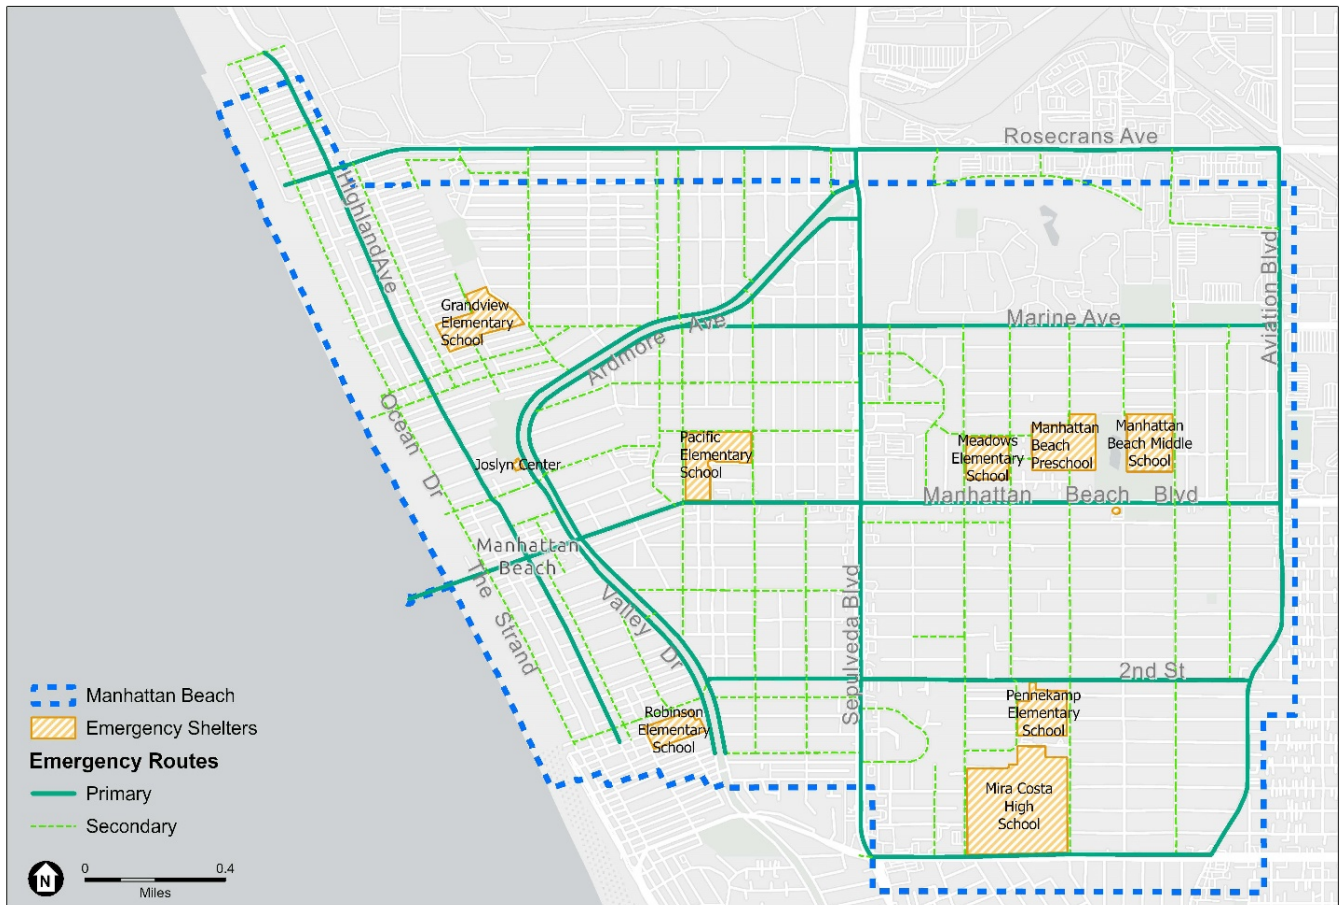 Rosecrans Ave
HighlandAve
Aviation Blvd
Grandview
Elementary
School
Marine Ave
Ardmore Ave
Ocean Dr
Joslyn Center
Pacific
Elementary
School
Meadows
Elementary
School
Manhattan
Beach
Preschool
Manhattan
Beach Middle
School
Manhattan Beach Blvd
Manhattan
Beach
The Strand
Valley Dr
Sepulveda Blvd
2nd St
Robinson
Elementary
School
Pennekamp
Elementary
School
Mira Costa
High
School
Manhattan Beach
Emergency Shelters
Emergency Routes
Primary
Secondary
N
0 0.4
Miles